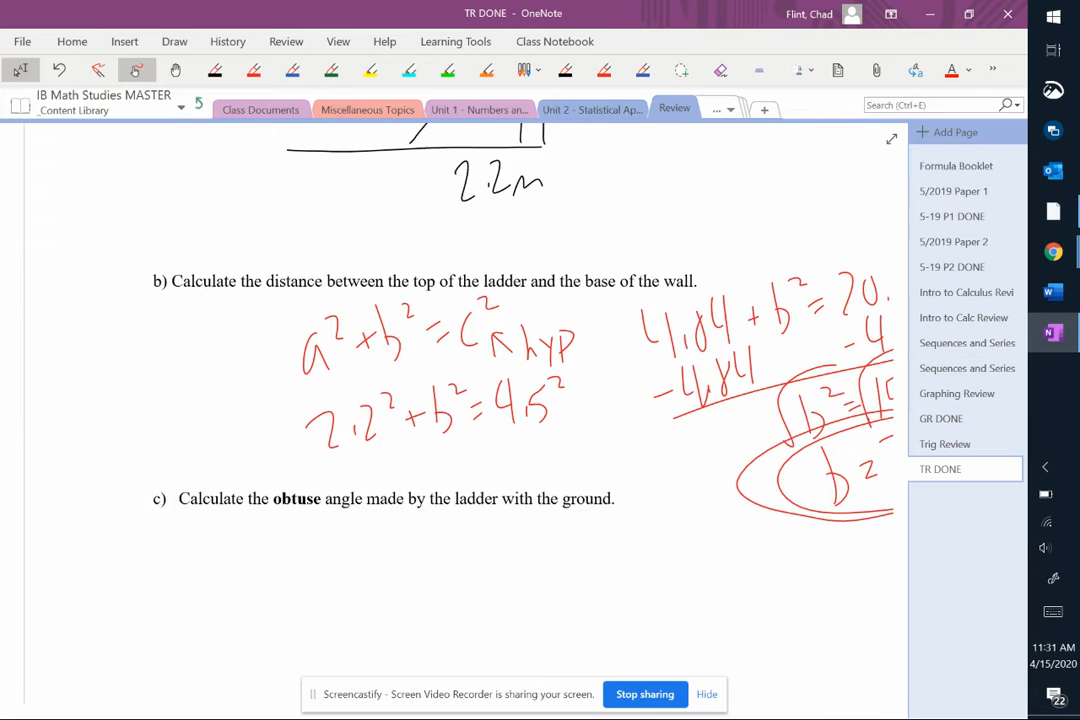 TR DONE - OneNote
Flint, Chad
File Home Insert Draw History Review View Help Learning Tools Class Notebook
IB Math Studies MASTER
_Content Library
Class Documents Miscellaneous Topics Unit 1 - Numbers an... Unit 2 - Statistical Ap... Review ...
Search (Ctrl+E)
Add Page
Formula Booklet
5/2019 Paper 1
5-19 P1 DONE
5/2019 Paper 2
5-19 P2 DONE
Intro to Calculus Revi
Intro to Calc Review
Sequences and Series
Sequences and Series
Graphing Review
GR DONE
Trig Review
TR DONE
2.2m
b) Calculate the distance between the top of the ladder and the base of the wall.
a² + b² = c² hyp
2.2² + b² = 4.5²
4.84 + b² = 20.
-4.84 -4
b² = 15
b =
c) Calculate the obtuse angle made by the ladder with the ground.
Screencastify - Screen Video Recorder is sharing your screen. Stop sharing Hide
11:31 AM
4/15/2020
22